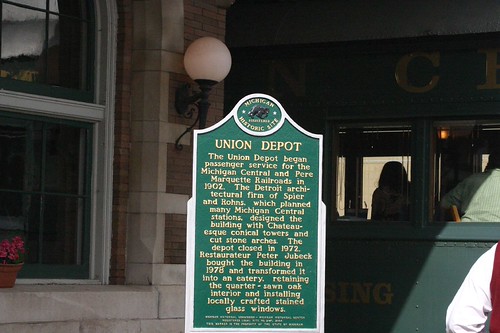 MICHIGAN
HISTORIC SITE
UNION DEPOT
The Union Depot began
passenger service for the
Michigan Central and Pere
Marquette Railroads in
1902. The Detroit archi-
tectural firm of Spier
and Rohns, which planned
many Michigan Central
stations, designed the
building with Chateau-
esque conical towers and
cut stone arches. The
depot closed in 1972.
Restaurateur Peter Jubeck
bought the building in
1978 and transformed it
into an eatery, retaining
the quarter-sawn oak
interior and installing
locally crafted stained
glass windows.